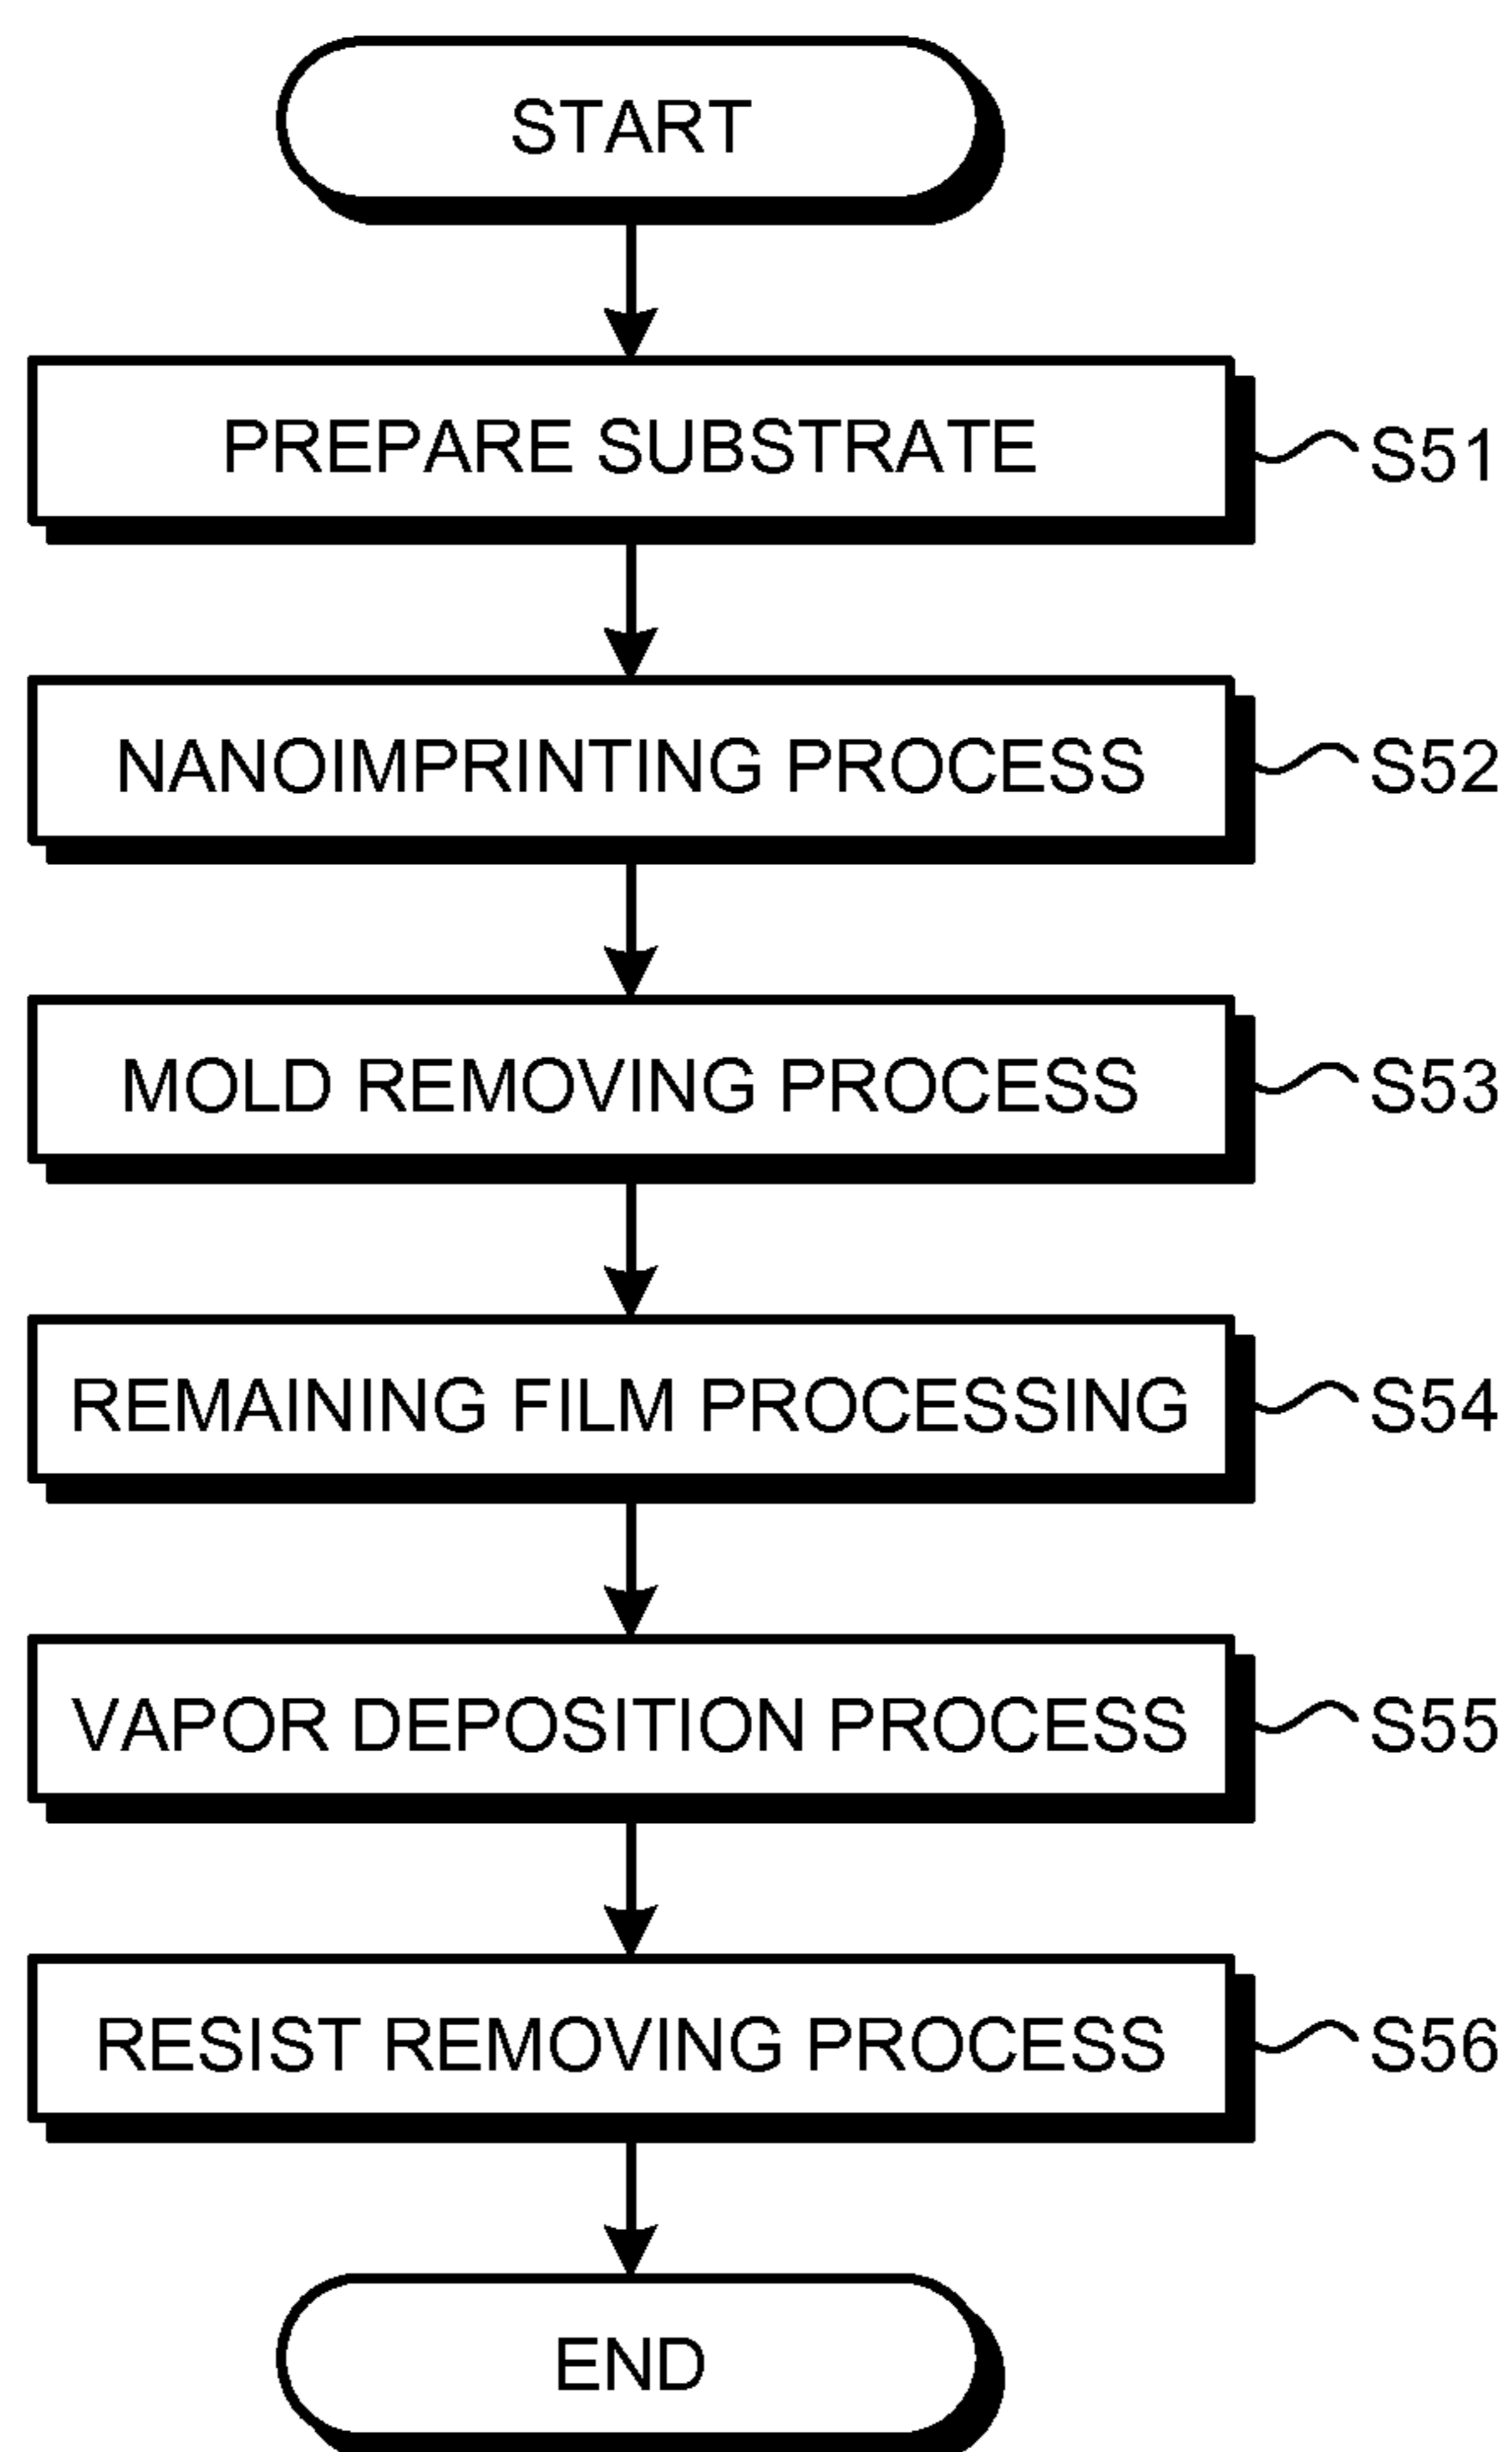 START
PREPARE SUBSTRATE
S51
NANOIMPRINTING PROCESS
S52
MOLD REMOVING PROCESS
S53
REMAINING FILM PROCESSING
S54
VAPOR DEPOSITION PROCESS
S55
RESIST REMOVING PROCESS
S56
END